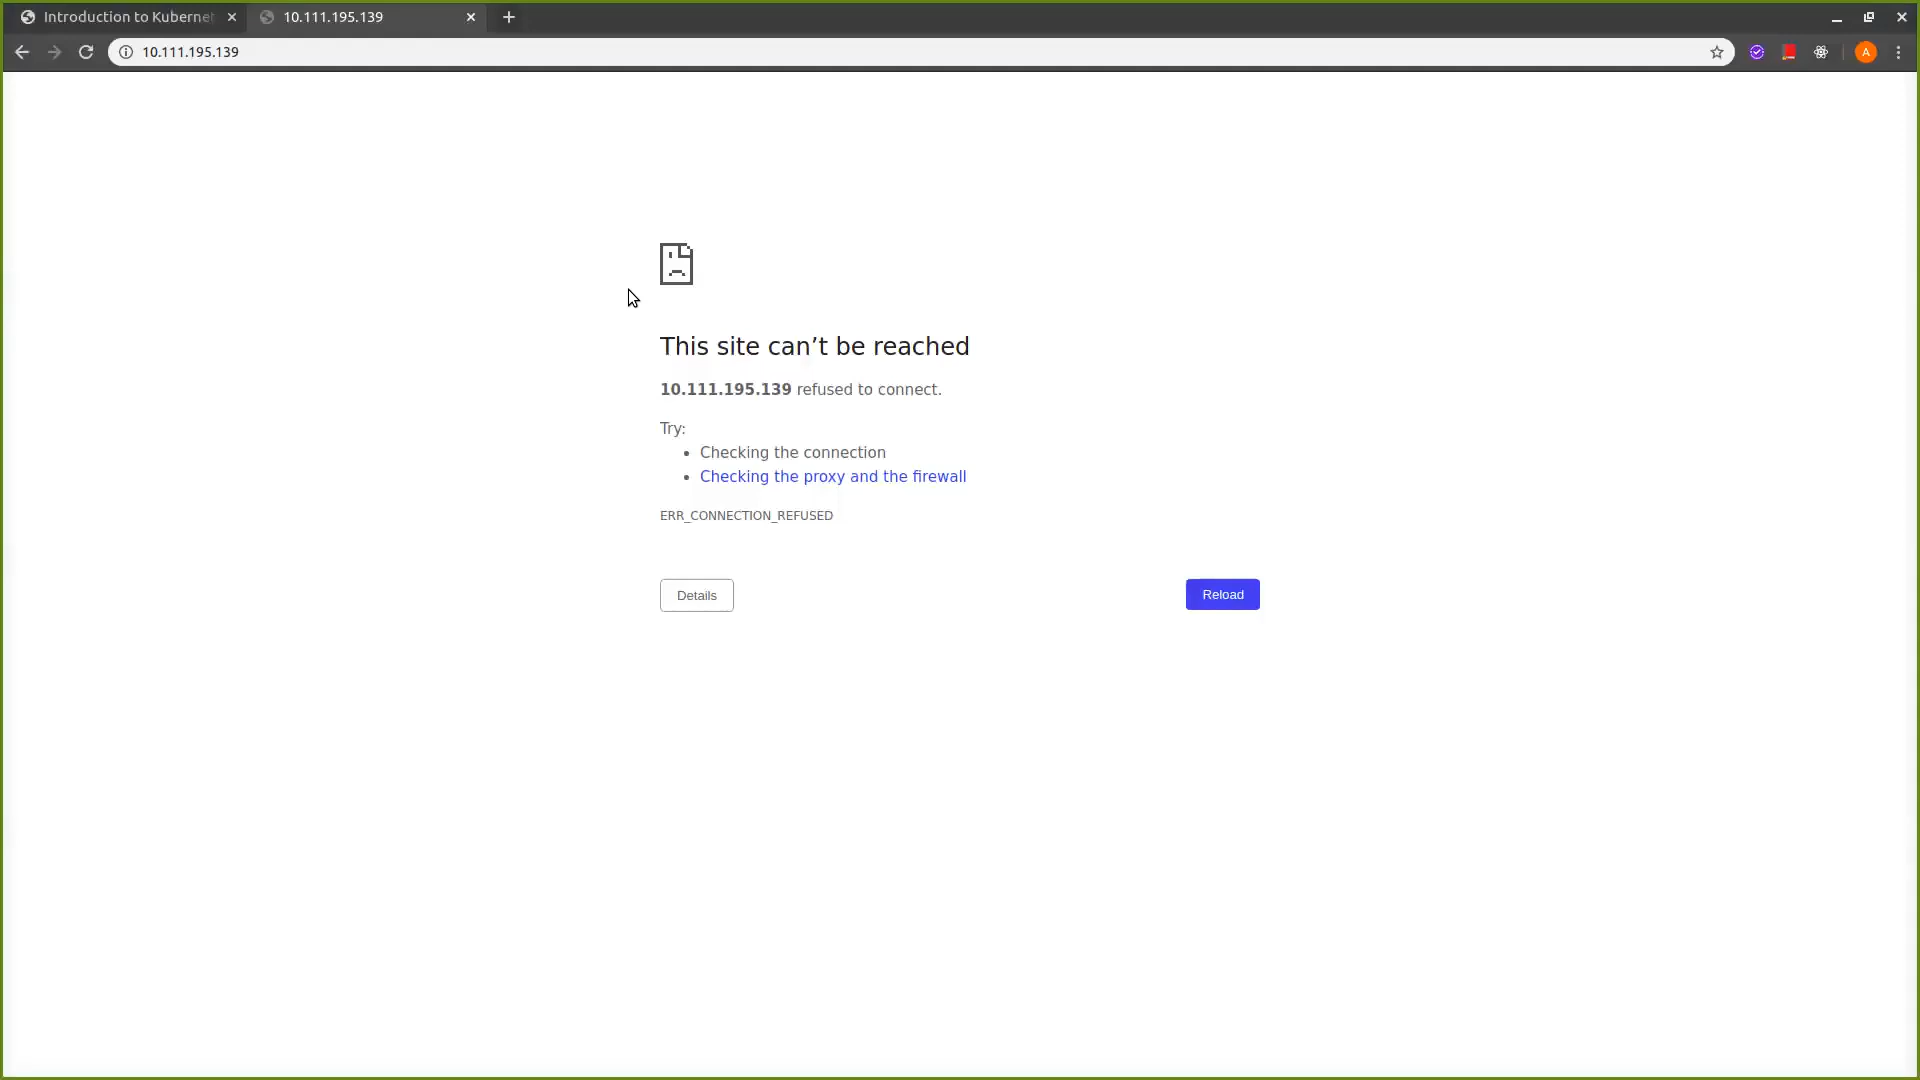 Introduction to Kubernet
10.111.195.139
10.111.195.139
A
This site can’t be reached
10.111.195.139 refused to connect.
Try:
• Checking the connection
• Checking the proxy and the firewall
ERR_CONNECTION_REFUSED
Details
Reload